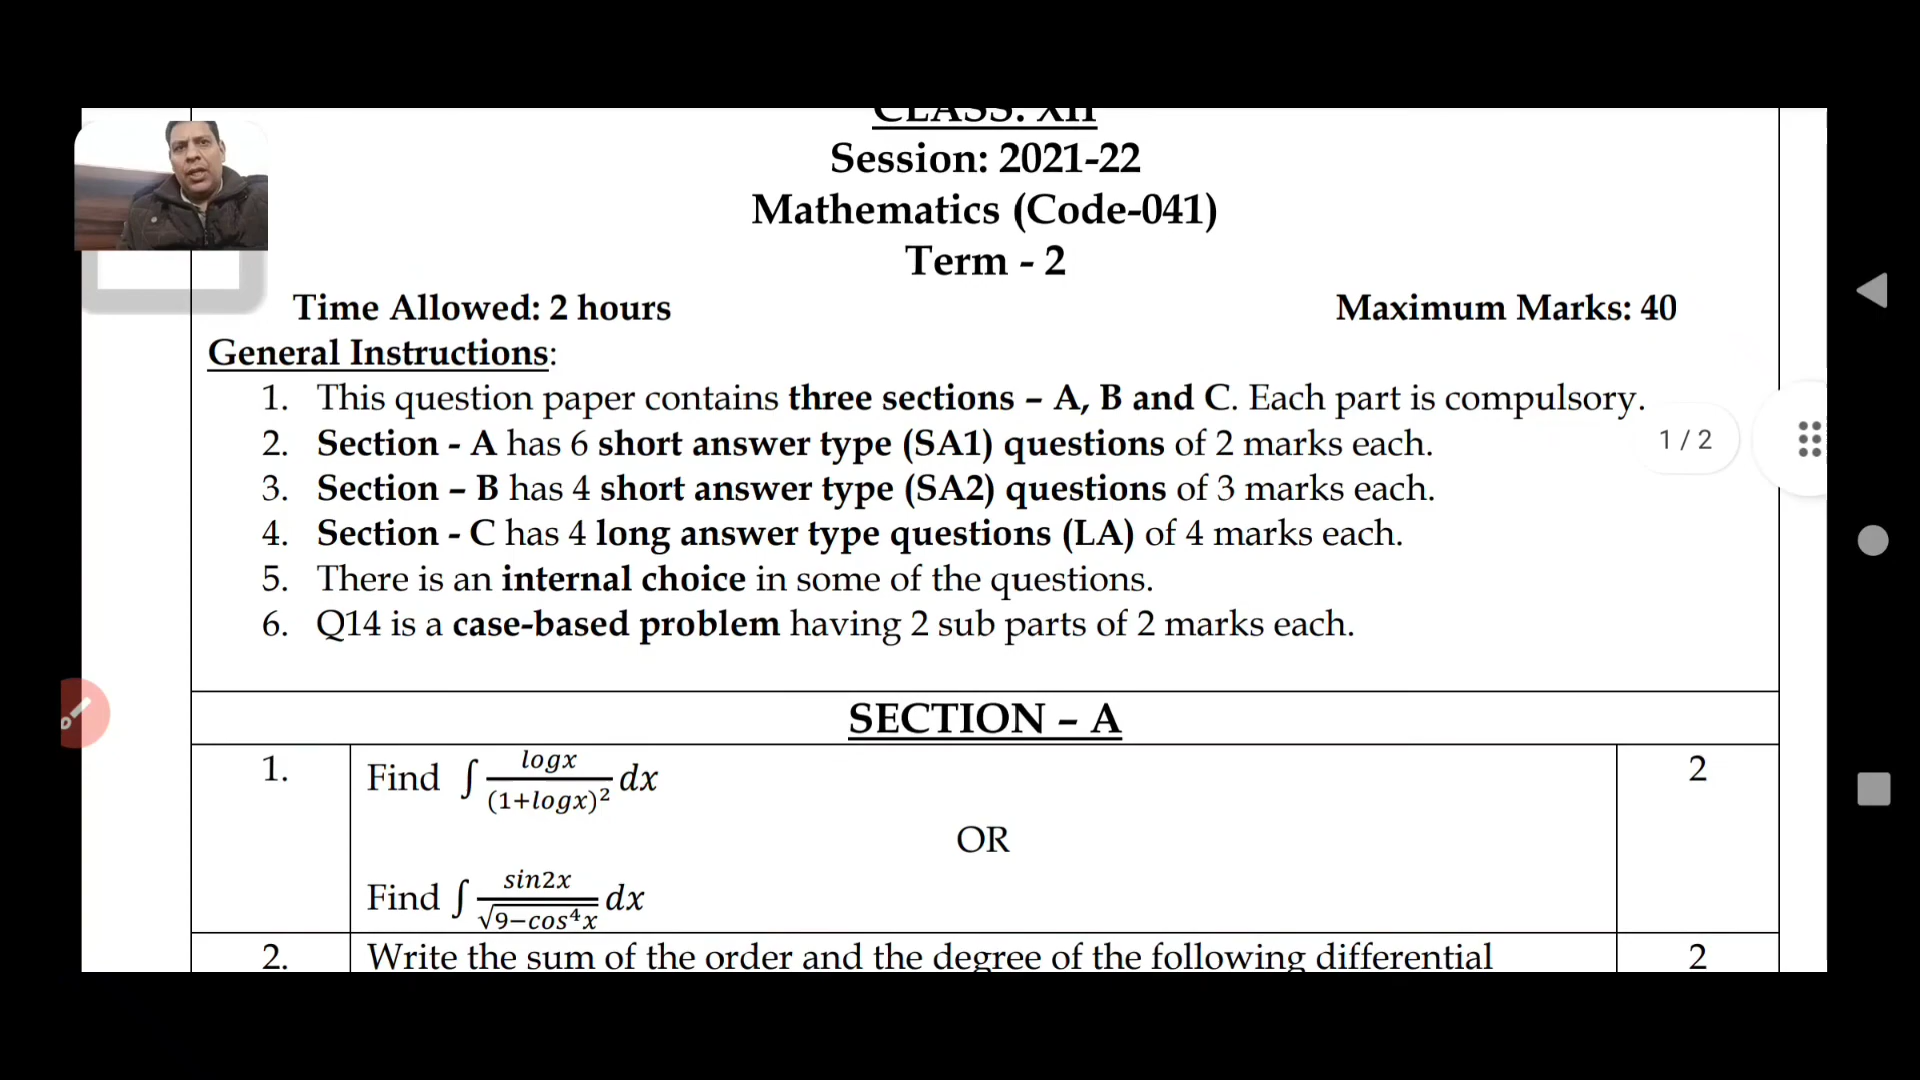 CLASS: XII
Session: 2021-22
Mathematics (Code-041)
Term - 2
Time Allowed: 2 hours Maximum Marks: 40
General Instructions:
1. This question paper contains three sections – A, B and C. Each part is compulsory.
2. Section - A has 6 short answer type (SA1) questions of 2 marks each.
3. Section – B has 4 short answer type (SA2) questions of 3 marks each.
4. Section - C has 4 long answer type questions (LA) of 4 marks each.
5. There is an internal choice in some of the questions.
6. Q14 is a case-based problem having 2 sub parts of 2 marks each.
1 / 2
SECTION – A
1. Find ∫ logx/(1+logx)² dx 2
OR
Find ∫ sin2x/√(9−cos⁴x) dx
2. Write the sum of the order and the degree of the following differential 2